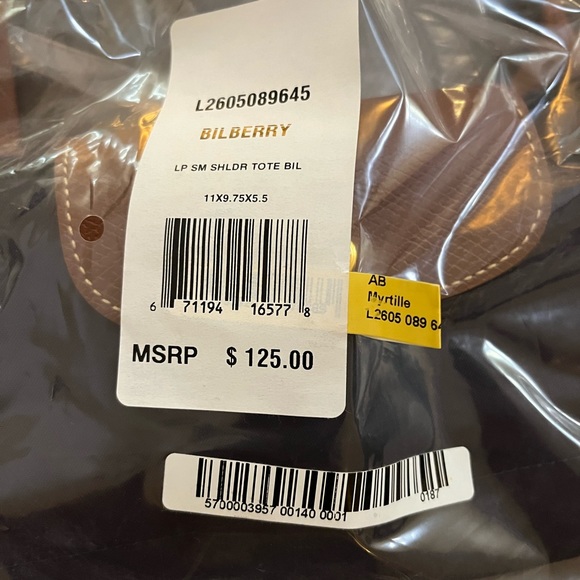 L2605089645
BILBERRY
LP SM SHLDR TOTE BIL
11X9.75X5.5
6 71194 16577 8
AB
Myrtille
L2605 089 64
MSRP $ 125.00
5700003957 00140 0001
0187